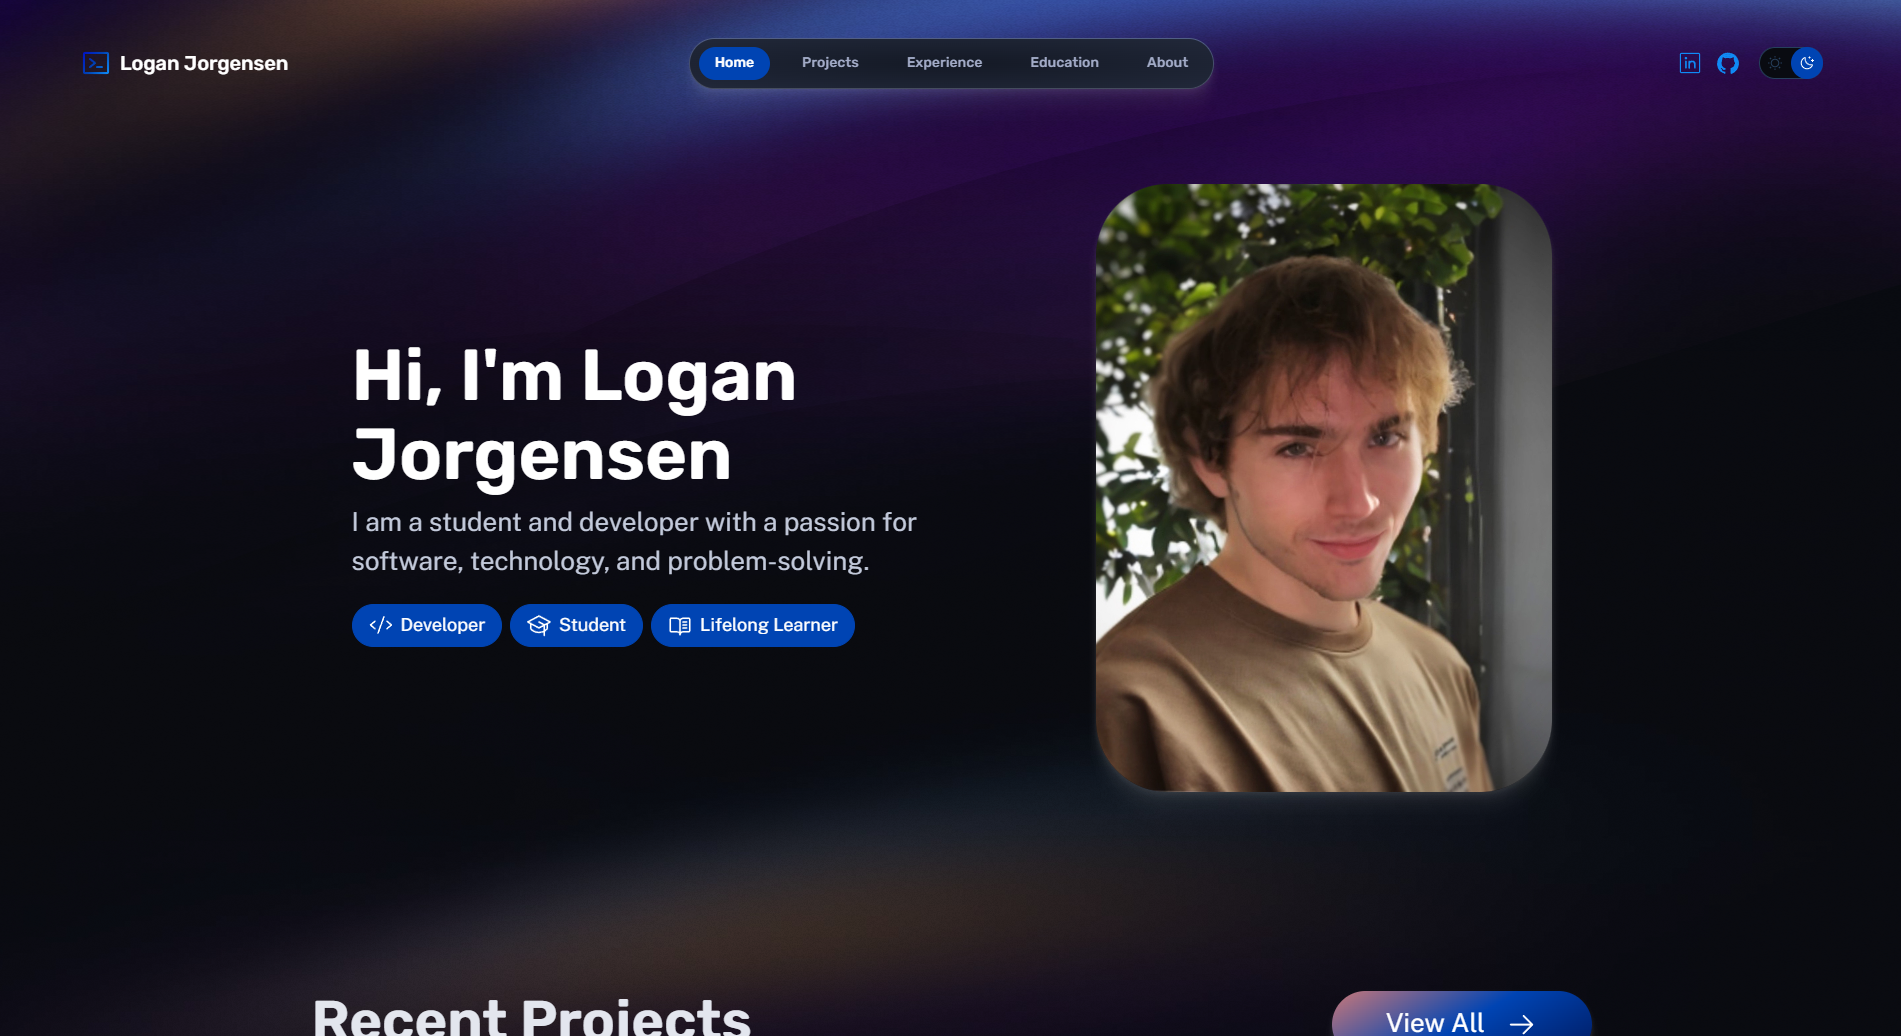 Logan Jorgensen
Home Projects Experience Education About
Hi, I'm Logan
Jorgensen
I am a student and developer with a passion for
software, technology, and problem-solving.
Developer Student Lifelong Learner
Recent Projects
View All